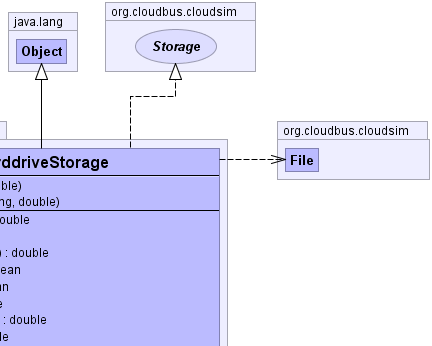 java.lang
Object
org.cloudbus.cloudsim
Storage
org.cloudbus.cloudsim
File
rddriveStorage
ble)
ng, double)
ouble
) : double
ean
an
e
: double
le